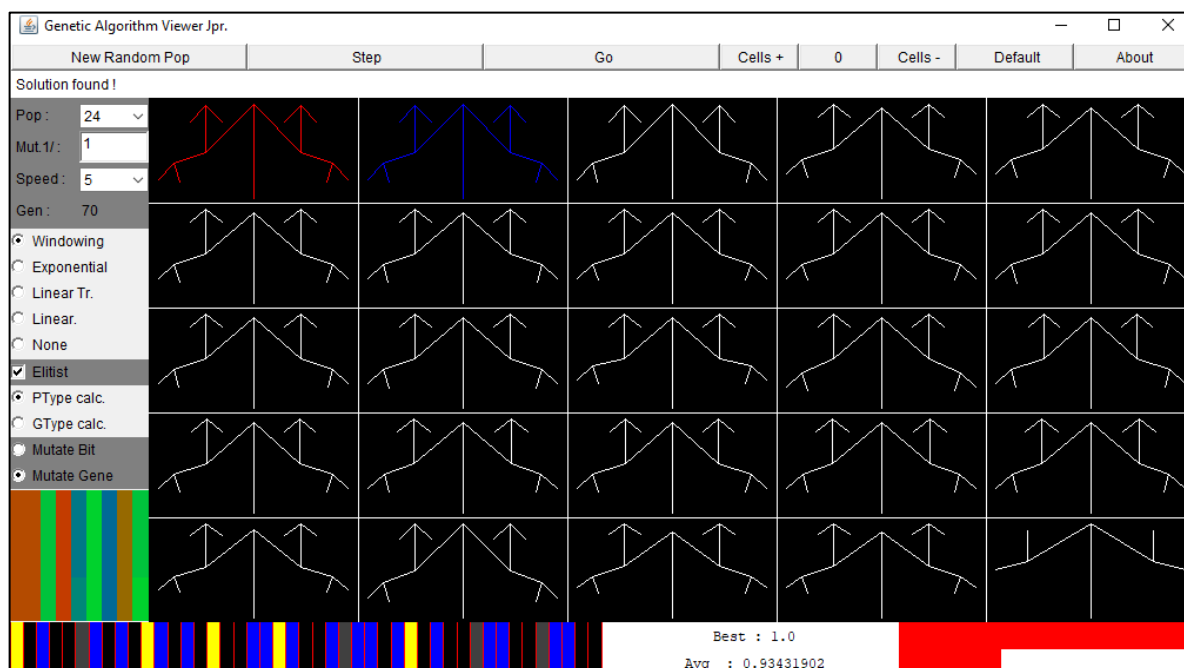 Genetic Algorithm Viewer Jpr.
New Random Pop Step Go Cells + 0 Cells - Default About
Solution found !
Pop : 24
Mut.1/ : 1
Speed : 5
Gen : 70
Windowing
Exponential
Linear Tr.
Linear.
None
Elitist
PType calc.
GType calc.
Mutate Bit
Mutate Gene
Best : 1.0
Avg : 0.93431902